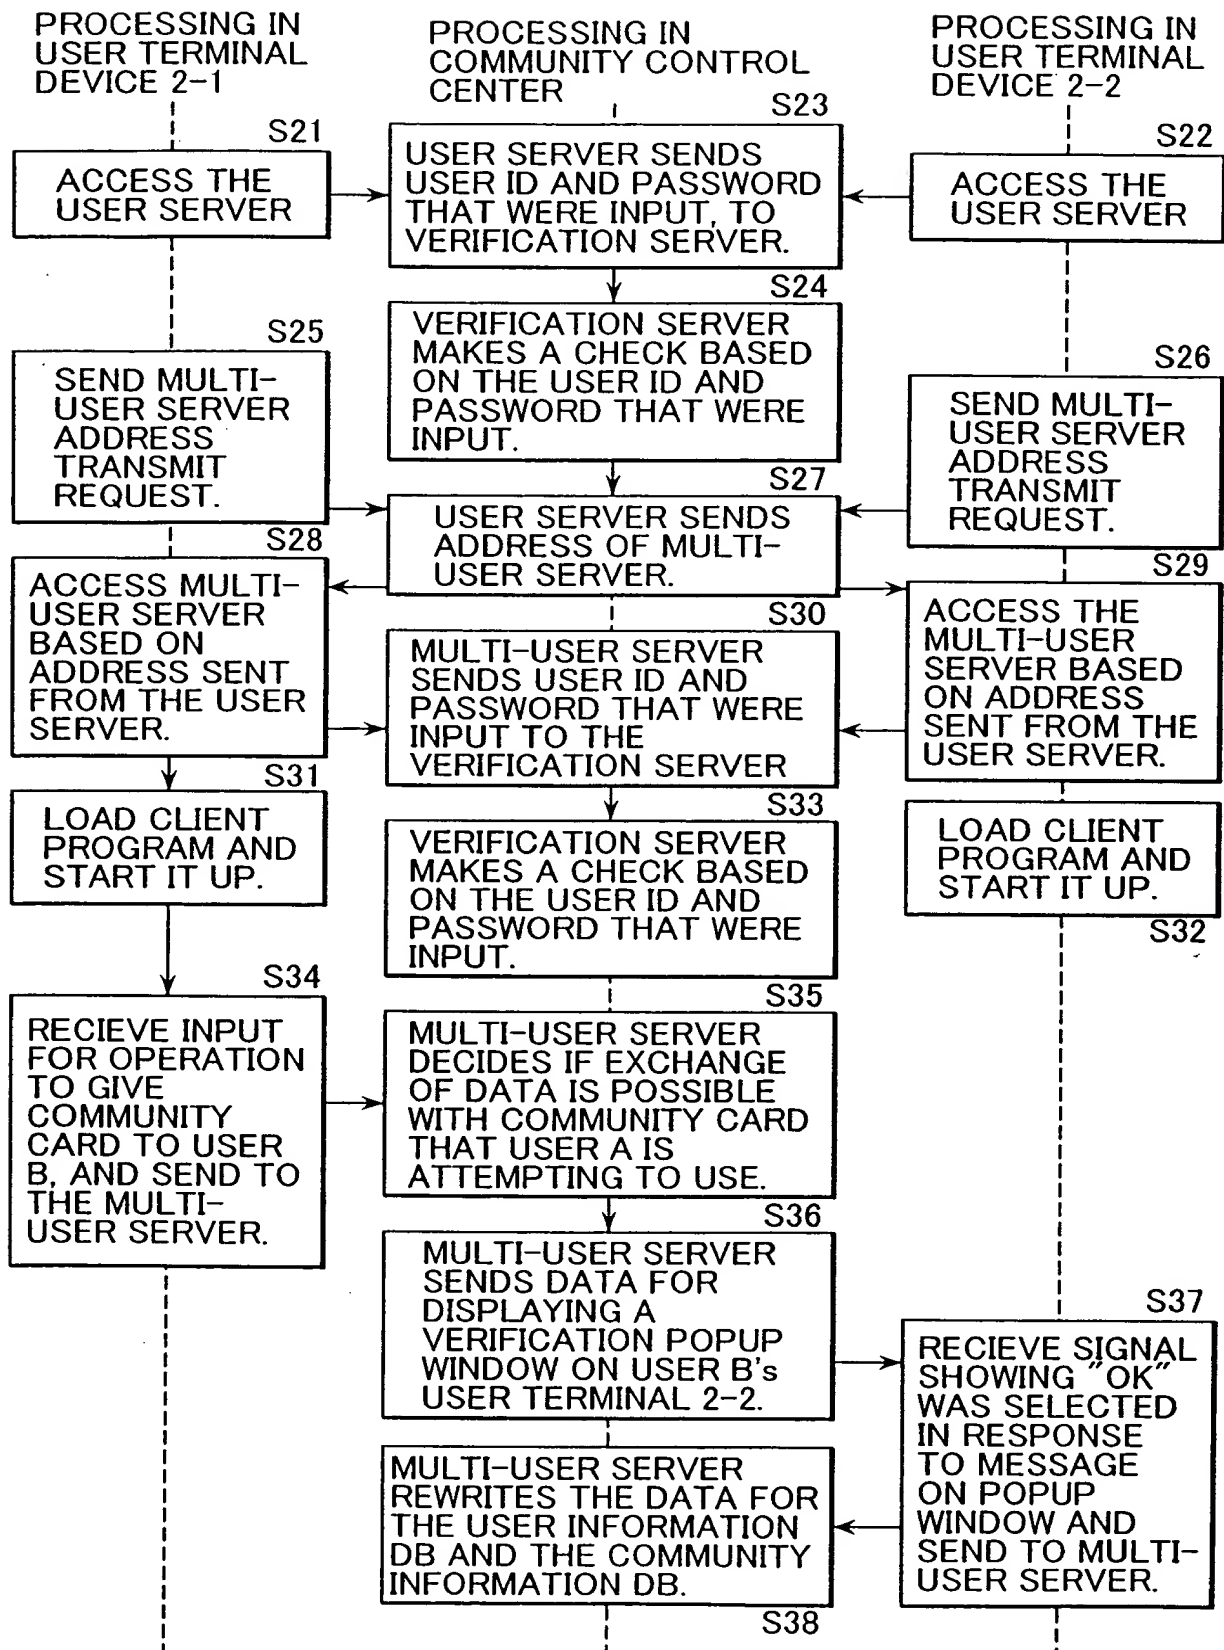 PROCESSING IN
USER TERMINAL
DEVICE 2-1
PROCESSING IN
COMMUNITY CONTROL
CENTER
PROCESSING IN
USER TERMINAL
DEVICE 2-2
S21
ACCESS THE
USER SERVER
S23
USER SERVER SENDS
USER ID AND PASSWORD
THAT WERE INPUT, TO
VERIFICATION SERVER.
S22
ACCESS THE
USER SERVER
S24
VERIFICATION SERVER
MAKES A CHECK BASED
ON THE USER ID AND
PASSWORD THAT WERE
INPUT.
S25
SEND MULTI-
USER SERVER
ADDRESS
TRANSMIT
REQUEST.
S26
SEND MULTI-
USER SERVER
ADDRESS
TRANSMIT
REQUEST.
S27
USER SERVER SENDS
ADDRESS OF MULTI-
USER SERVER.
S28
ACCESS MULTI-
USER SERVER
BASED ON
ADDRESS SENT
FROM THE USER
SERVER.
S29
ACCESS THE
MULTI-USER
SERVER BASED
ON ADDRESS
SENT FROM THE
USER SERVER.
S30
MULTI-USER SERVER
SENDS USER ID AND
PASSWORD THAT WERE
INPUT TO THE
VERIFICATION SERVER
S31
LOAD CLIENT
PROGRAM AND
START IT UP.
S33
VERIFICATION SERVER
MAKES A CHECK BASED
ON THE USER ID AND
PASSWORD THAT WERE
INPUT.
LOAD CLIENT
PROGRAM AND
START IT UP.
S32
S34
RECIEVE INPUT
FOR OPERATION
TO GIVE
COMMUNITY
CARD TO USER
B, AND SEND TO
THE MULTI-
USER SERVER.
S35
MULTI-USER SERVER
DECIDES IF EXCHANGE
OF DATA IS POSSIBLE
WITH COMMUNITY CARD
THAT USER A IS
ATTEMPTING TO USE.
S36
MULTI-USER SERVER
SENDS DATA FOR
DISPLAYING A
VERIFICATION POPUP
WINDOW ON USER B's
USER TERMINAL 2-2.
S37
RECIEVE SIGNAL
SHOWING "OK"
WAS SELECTED
IN RESPONSE
TO MESSAGE
ON POPUP
WINDOW AND
SEND TO MULTI-
USER SERVER.
MULTI-USER SERVER
REWRITES THE DATA FOR
THE USER INFORMATION
DB AND THE COMMUNITY
INFORMATION DB.
S38